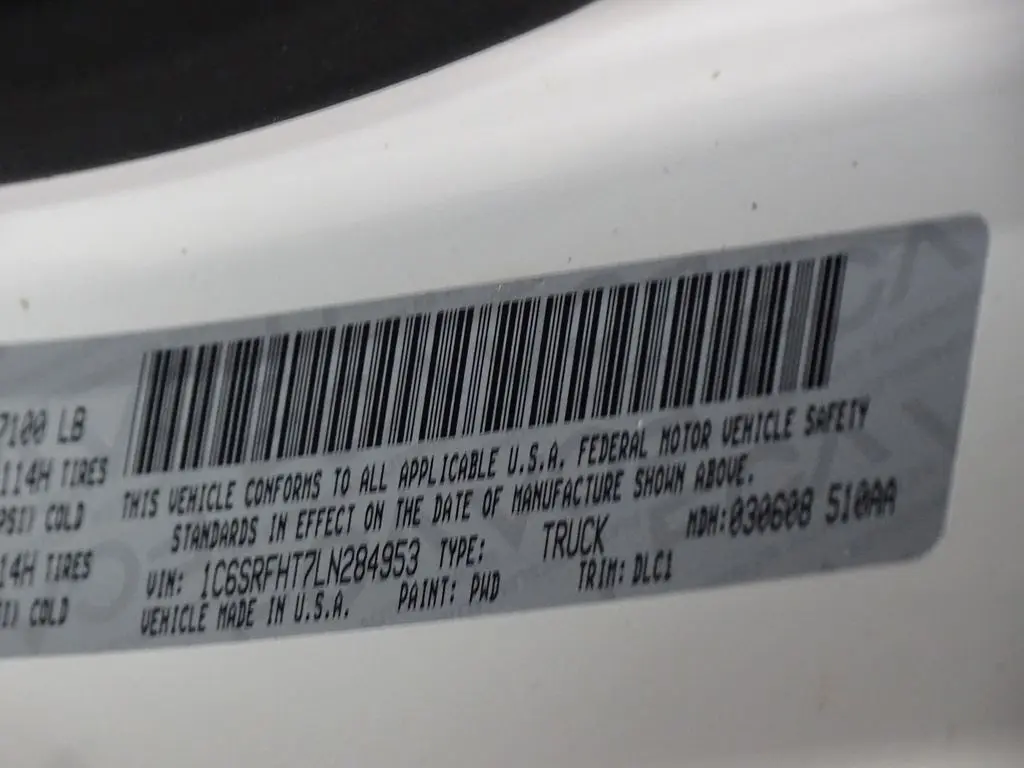 7100 LB
114H TIRES
PSI) COLD
14H TIRES
I) COLD
THIS VEHICLE CONFORMS TO ALL APPLICABLE U.S.A. FEDERAL MOTOR VEHICLE SAFETY
STANDARDS IN EFFECT ON THE DATE OF MANUFACTURE SHOWN ABOVE.
VIN: 1C6SRFHT7LN284953 TYPE: TRUCK MDH:030608 510AA
VEHICLE MADE IN U.S.A. PAINT: PWD TRIM: DLC1